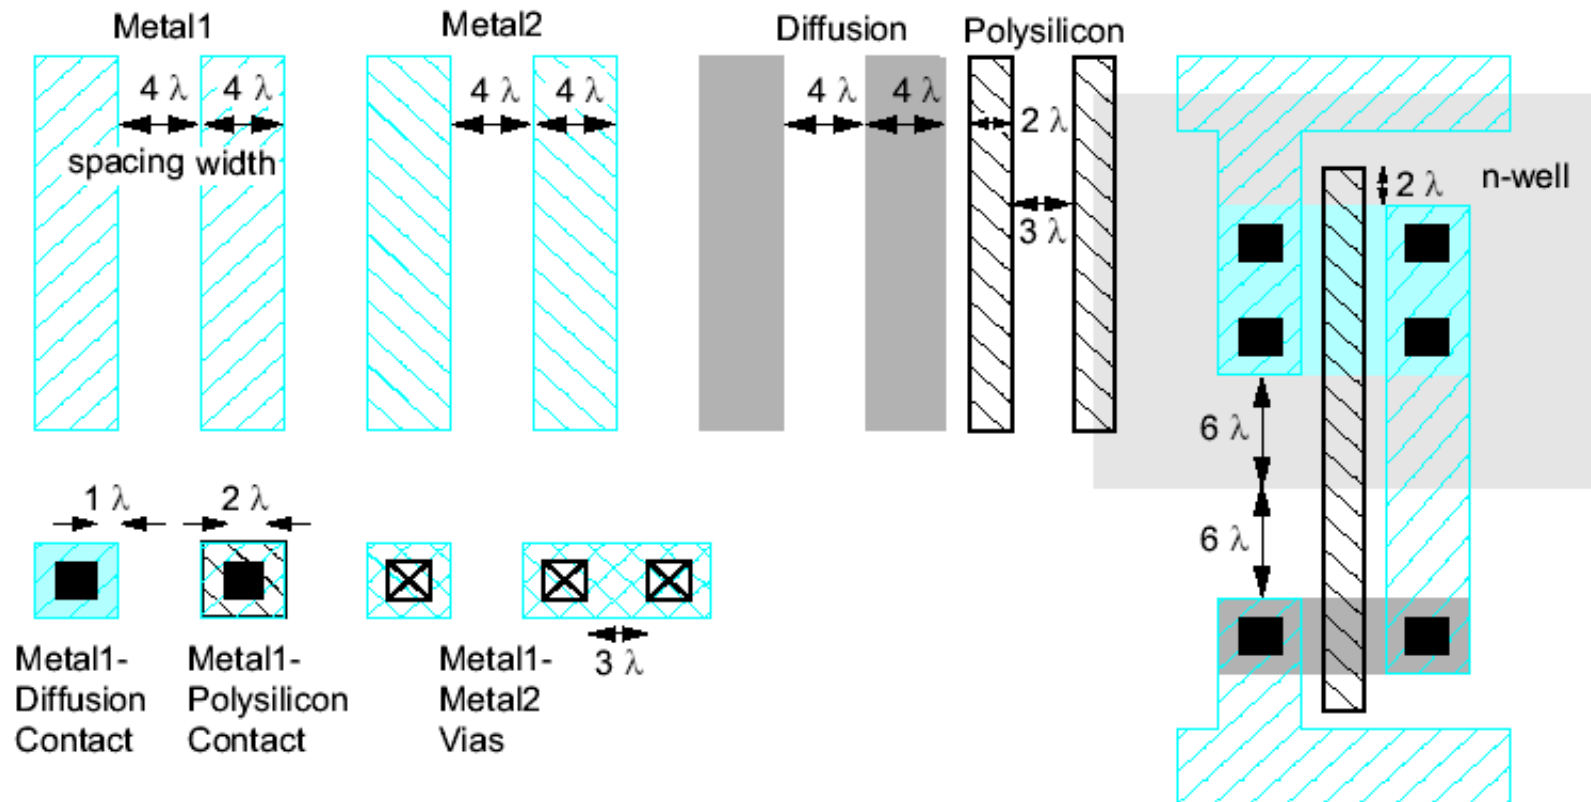 Metal1
Metal2
Diffusion
Polysilicon
4 λ
4 λ
4 λ
4 λ
4 λ
4 λ
2 λ
spacing width
3 λ
2 λ
n-well
6 λ
6 λ
1 λ
2 λ
3 λ
Metal1-
Diffusion
Contact
Metal1-
Polysilicon
Contact
Metal1-
Metal2
Vias